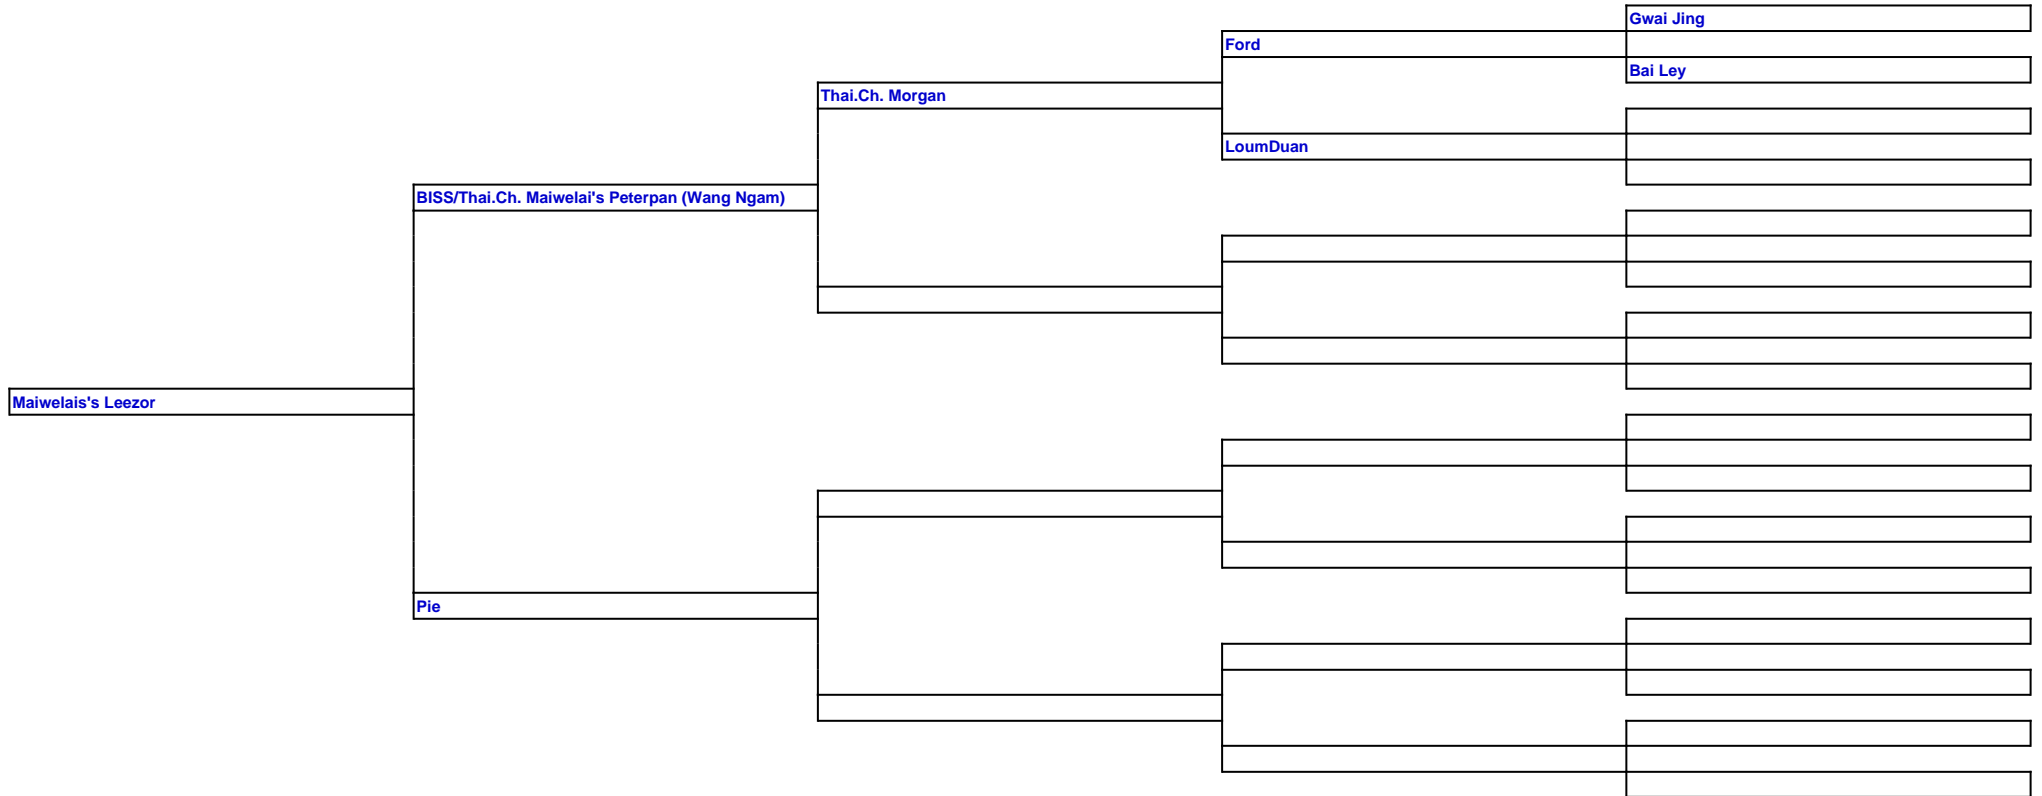 Gwai Jing
Ford
Bai Ley
Thai.Ch. Morgan
LoumDuan
BISS/Thai.Ch. Maiwelai's Peterpan (Wang Ngam)
Maiwelais's Leezor
Pie